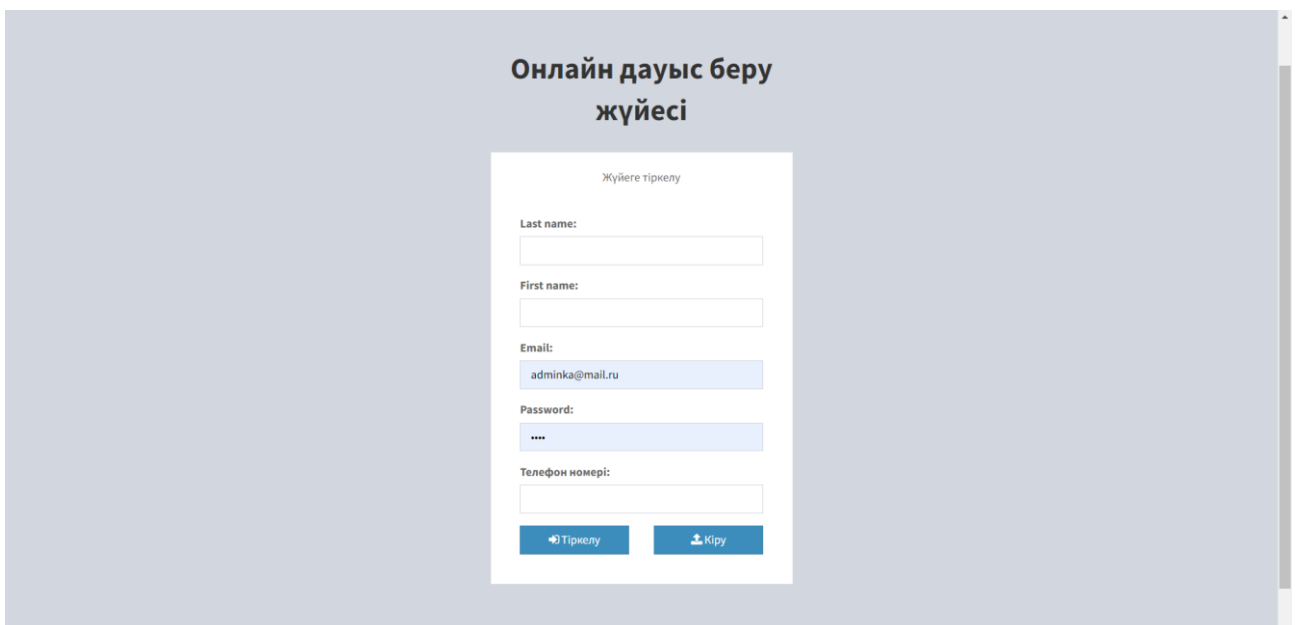 Онлайн дауыс беру
жүйесі
Жүйеге тіркелу
Last name:
First name:
Email:
adminka@mail.ru
Password:
••••
Телефон номері:
Тіркелу
Кіру